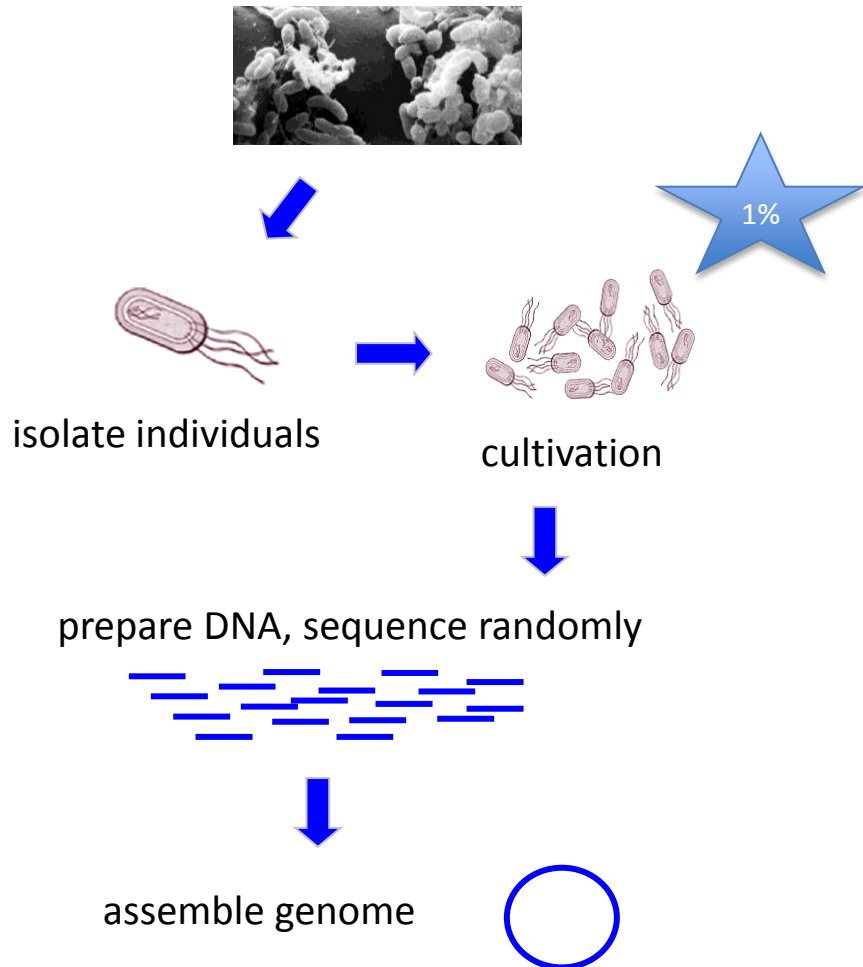 1%
isolate individuals
cultivation
prepare DNA, sequence randomly
assemble genome